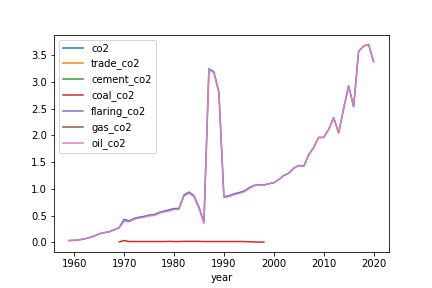 co2
trade_co2
cement_co2
coal_co2
flaring_co2
gas_co2
oil_co2
3.5
3.0
2.5
2.0
1.5
1.0
0.5
0.0
1960 1970 1980 1990 2000 2010 2020
year